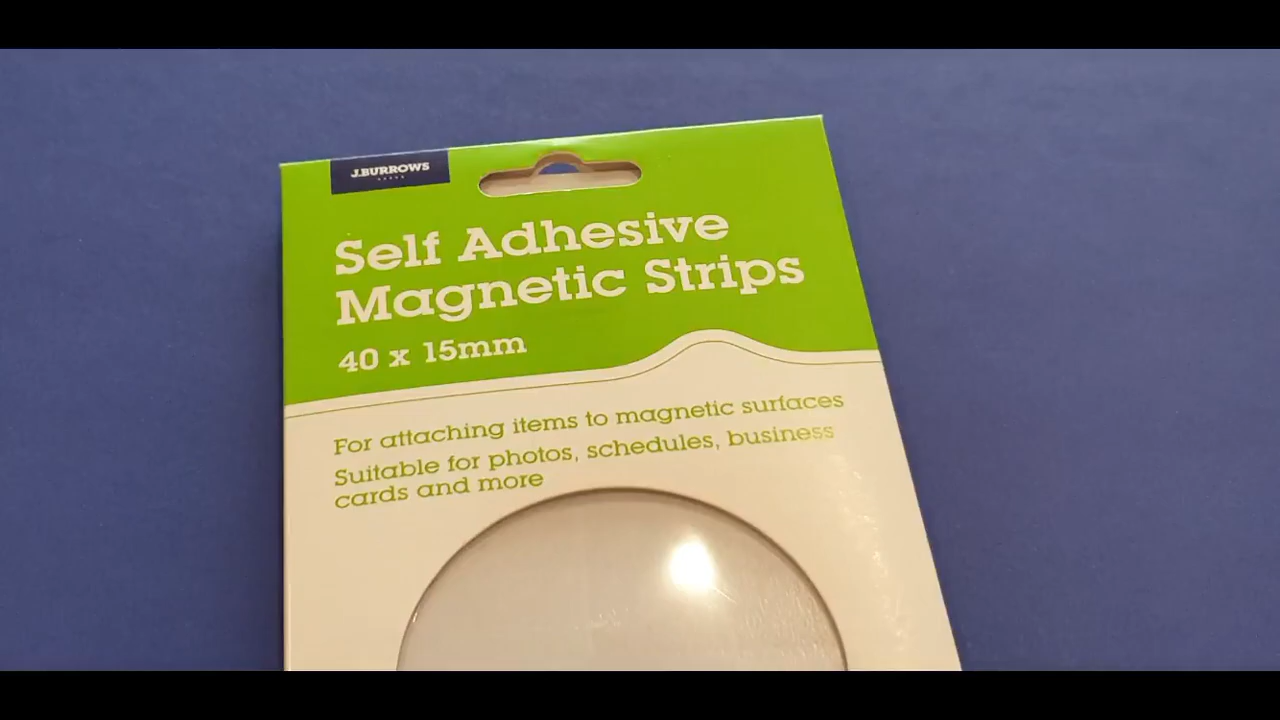 J.BURROWS
Self Adhesive
Magnetic Strips
40 x 15mm
For attaching items to magnetic surfaces
Suitable for photos, schedules, business
cards and more